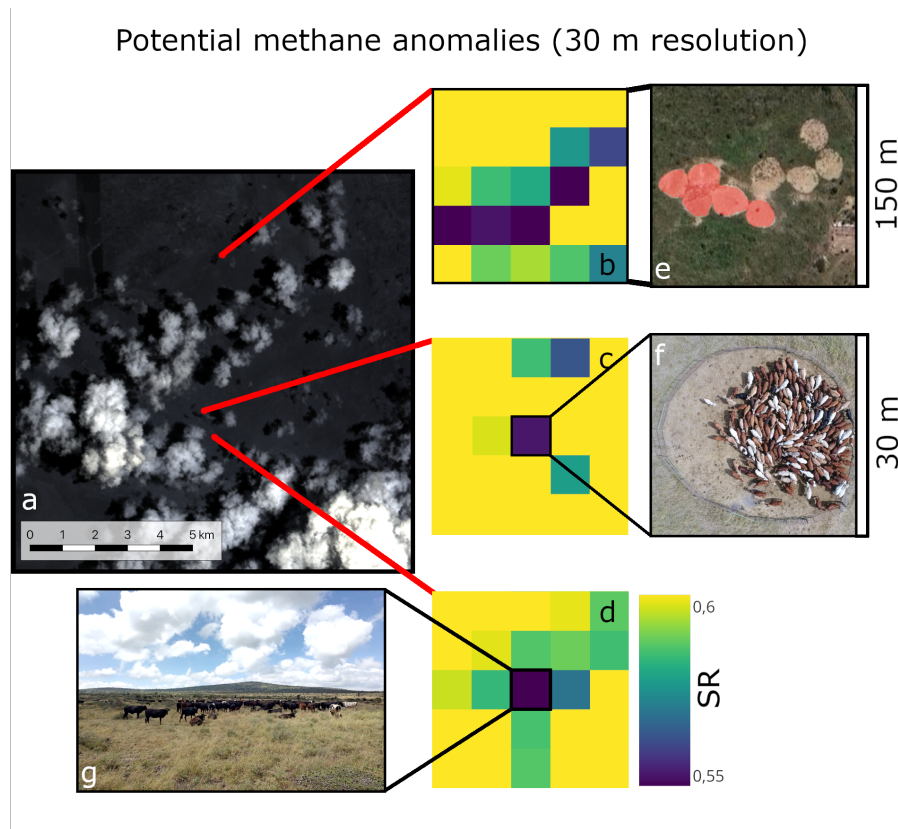 Potential methane anomalies (30 m resolution)
a
0 1 2 3 4 5 km
b
e
150 m
c
f
30 m
d
g
0,6
SR
0,55